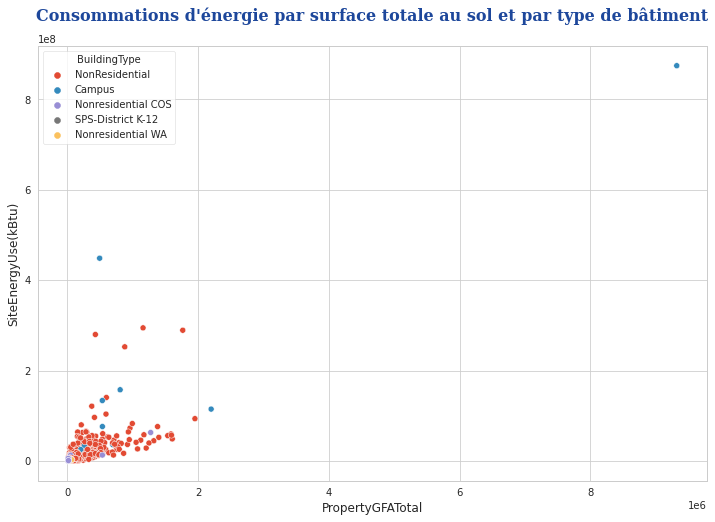 Consommations d'énergie par surface totale au sol et par type de bâtiment
1e8
BuildingType
NonResidential
Campus
Nonresidential COS
SPS-District K-12
Nonresidential WA
8
6
4
2
0
SiteEnergyUse(kBtu)
0 2 4 6 8
1e6
PropertyGFATotal